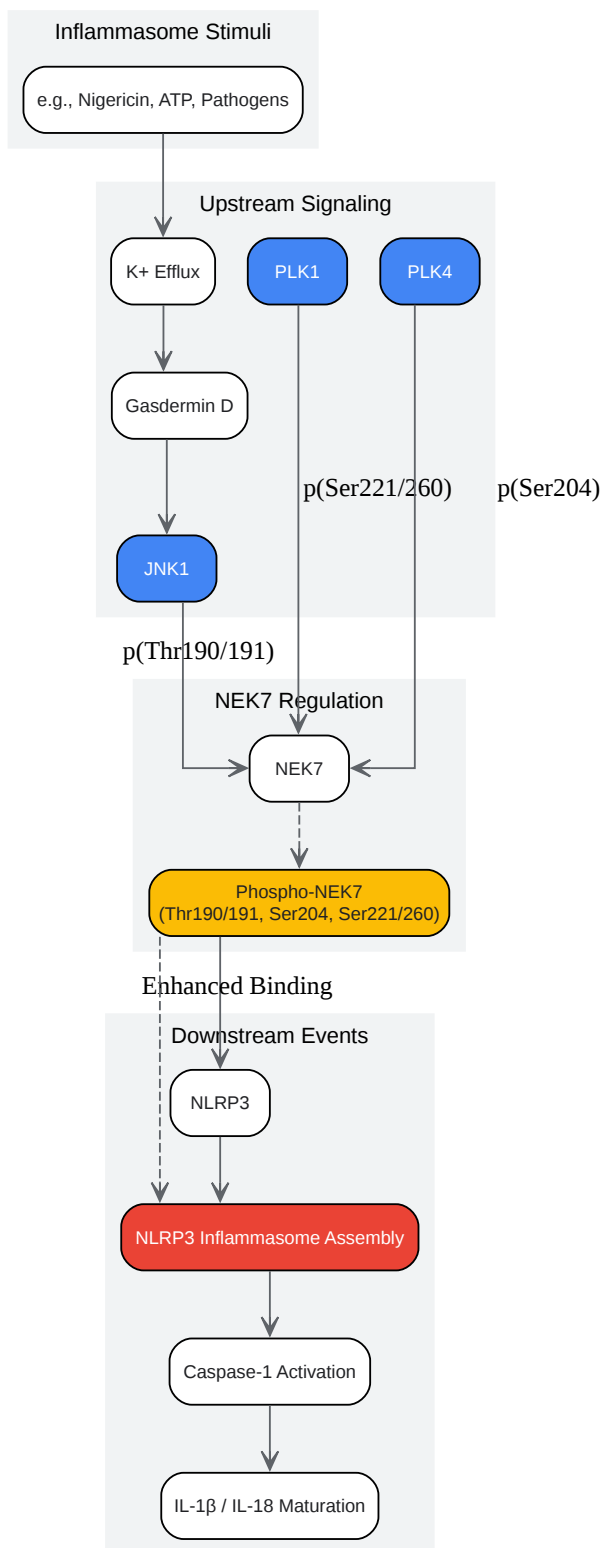 Inflammasome Stimuli
e.g., Nigericin, ATP, Pathogens
Upstream Signaling
K+ Efflux
PLK1
PLK4
Gasdermin D
p(Ser221/260)
p(Ser204)
JNK1
p(Thr190/191)
NEK7 Regulation
NEK7
Phospho-NEK7
(Thr190/191, Ser204, Ser221/260)
Enhanced Binding
Downstream Events
NLRP3
NLRP3 Inflammasome Assembly
Caspase-1 Activation
IL-1β / IL-18 Maturation